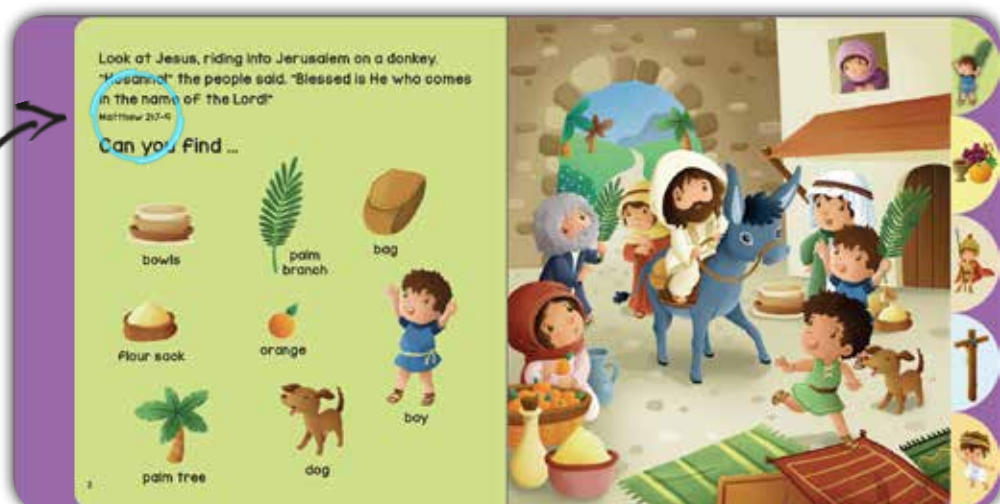 Look at Jesus, riding into Jerusalem on a donkey.
"Hosanna!" the people said. "Blessed is He who comes
in the name of the Lord!"
Matthew 21:7-9
Can you find ...
bowls
palm
branch
bag
flour sack
orange
boy
palm tree
dog
2